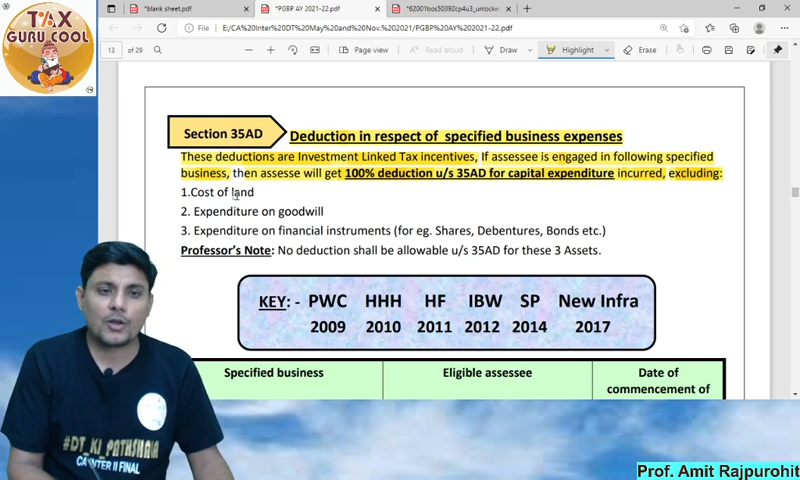 TAX
GURU COOL
*blank sheet.pdf
*PGBP AY 2021-22.pdf
*62001bos50392cp4u3_unlocked
E:/CA%20Inter%20DT%20May%20and%20Nov.%202021/PGBP%20AY%202021-22.pdf
13 of 29
Page view
Draw
Highlight
Erase
Section 35AD
Deduction in respect of specified business expenses
These deductions are Investment Linked Tax incentives, If assessee is engaged in following specified
business, then assesse will get 100% deduction u/s 35AD for capital expenditure incurred, excluding:
1.Cost of land
2. Expenditure on goodwill
3. Expenditure on financial instruments (for eg. Shares, Debentures, Bonds etc.)
Professor's Note: No deduction shall be allowable u/s 35AD for these 3 Assets.
KEY: - PWC HHH HF IBW SP New Infra
2009 2010 2011 2012 2014 2017
Specified business Eligible assessee Date of
commencement of
#DT_KI_PATHSHALA
CA INTER II FINAL
Prof. Amit Rajpurohit